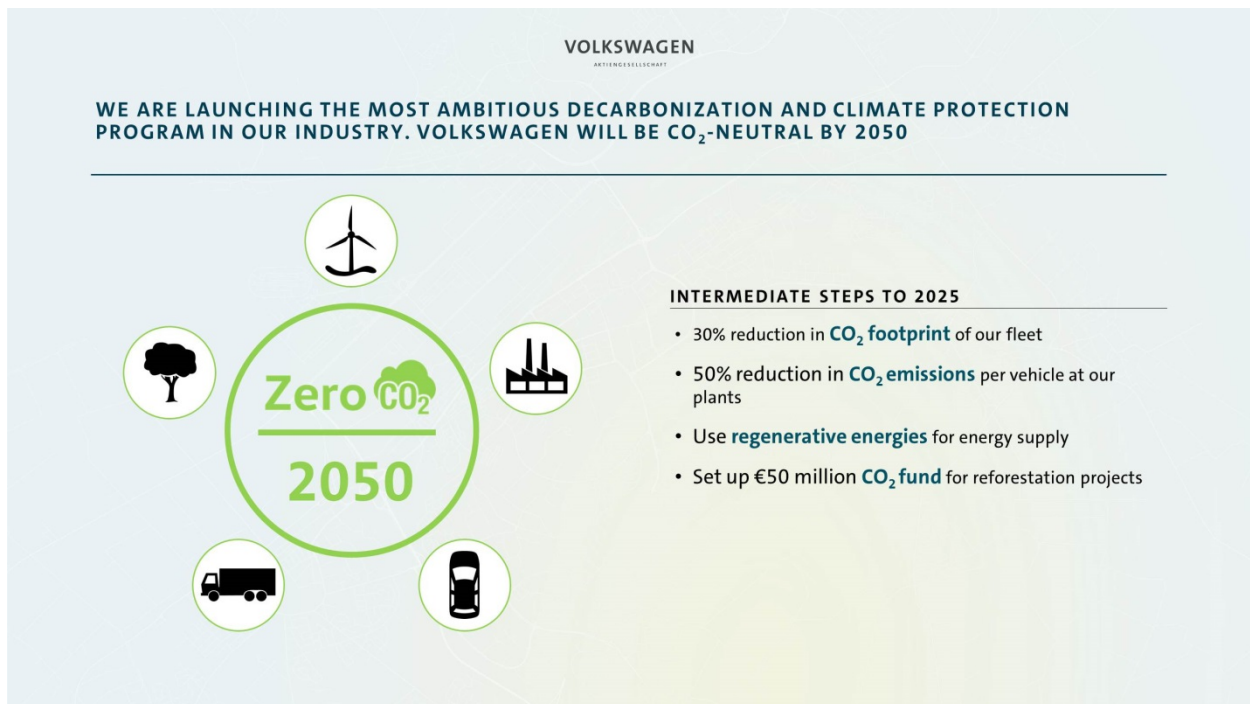 VOLKSWAGEN
AKTIENGESELLSCHAFT
WE ARE LAUNCHING THE MOST AMBITIOUS DECARBONIZATION AND CLIMATE PROTECTION
PROGRAM IN OUR INDUSTRY. VOLKSWAGEN WILL BE CO₂-NEUTRAL BY 2050
Zero CO₂
2050
INTERMEDIATE STEPS TO 2025
• 30% reduction in CO₂ footprint of our fleet
• 50% reduction in CO₂ emissions per vehicle at our
plants
• Use regenerative energies for energy supply
• Set up €50 million CO₂ fund for reforestation projects